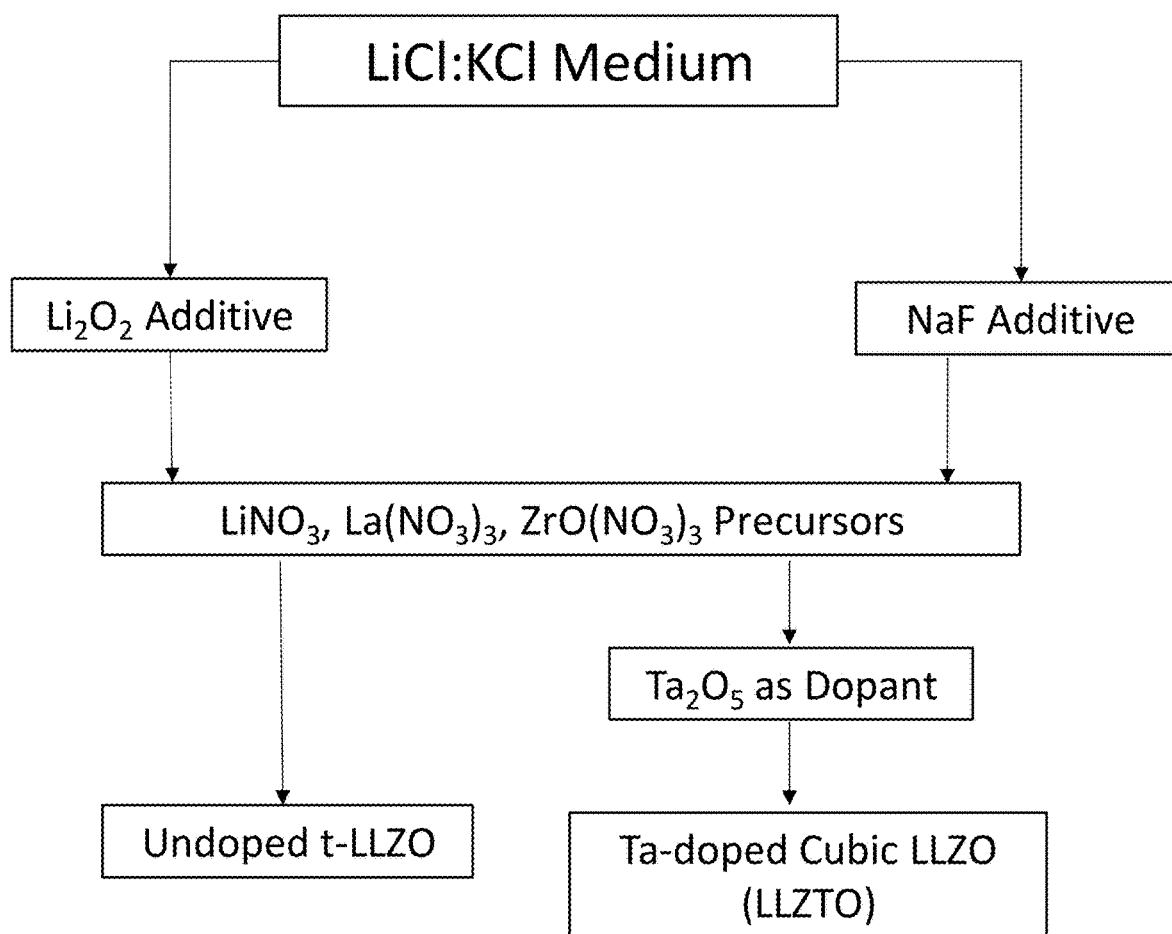 LiCl:KCl Medium
Li₂O₂ Additive
NaF Additive
LiNO₃, La(NO₃)₃, ZrO(NO₃)₃ Precursors
Ta₂O₅ as Dopant
Undoped t-LLZO
Ta-doped Cubic LLZO
(LLZTO)